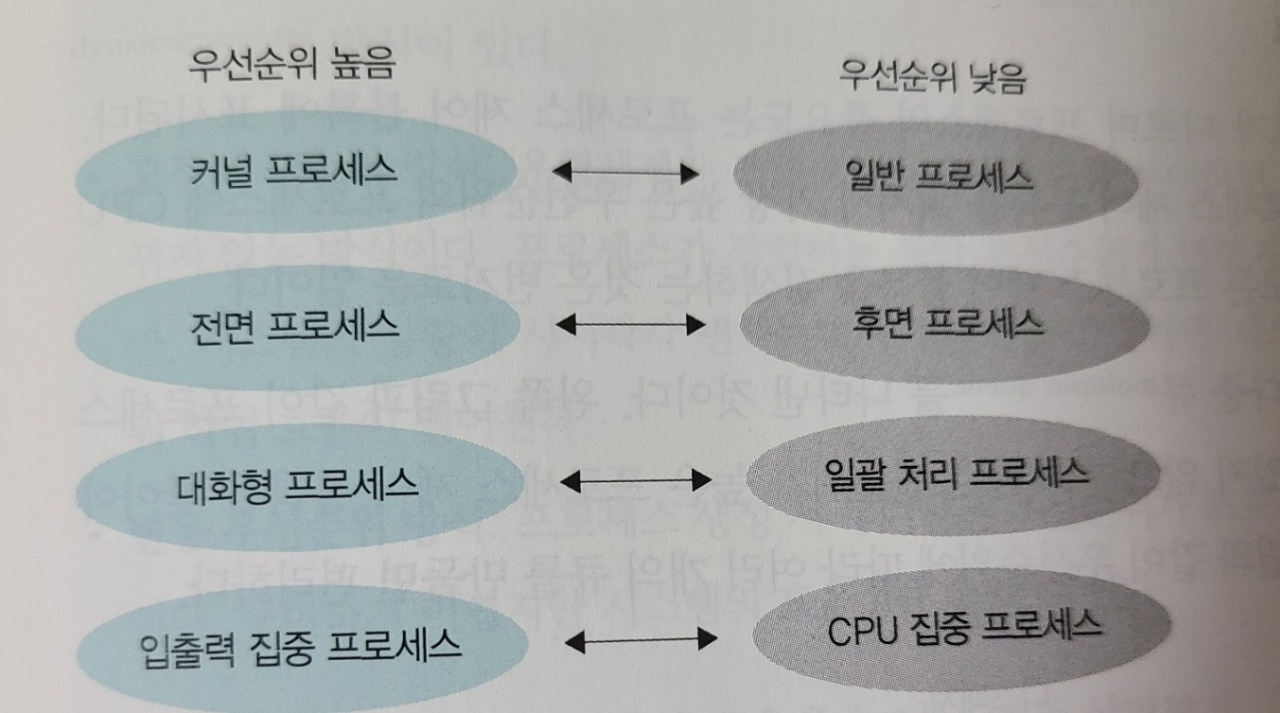 우선순위 높음
우선순위 낮음
커널 프로세스
일반 프로세스
전면 프로세스
후면 프로세스
대화형 프로세스
일괄 처리 프로세스
입출력 집중 프로세스
CPU 집중 프로세스